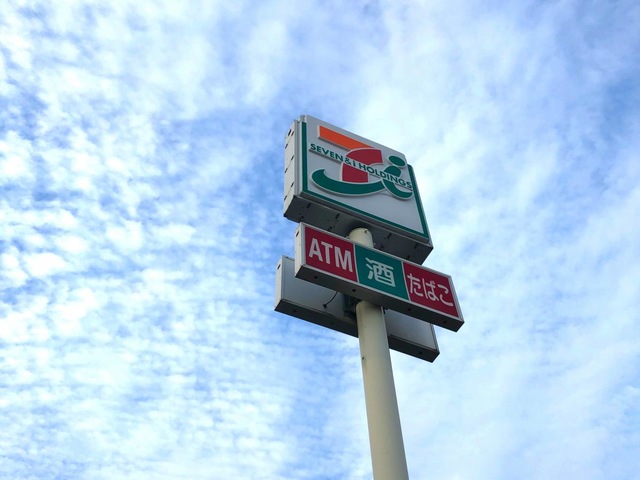 SEVEN & i HOLDINGS
ATM 酒 たばこ